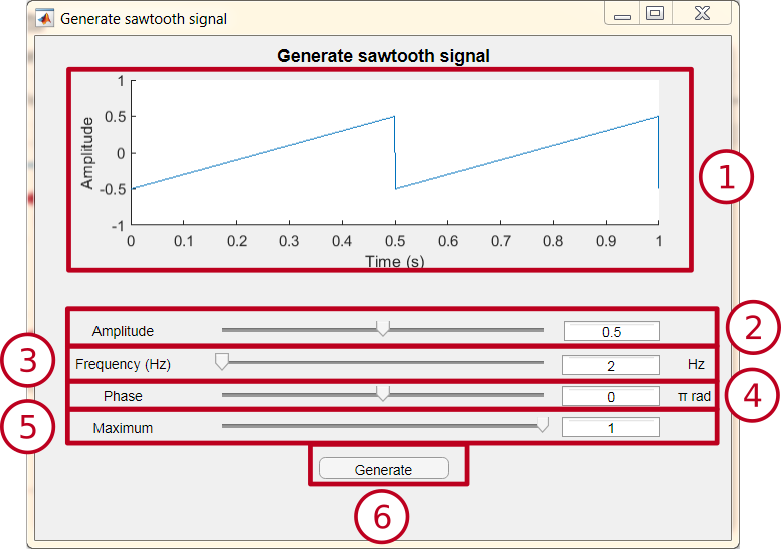 Generate sawtooth signal
Generate sawtooth signal
1
0.5
0
-0.5
-1
Amplitude
0 0.1 0.2 0.3 0.4 0.5 0.6 0.7 0.8 0.9 1
Time (s)
1
Amplitude 0.5
2
3
Frequency (Hz) 2 Hz
Phase 0 π rad
4
5
Maximum 1
Generate
6